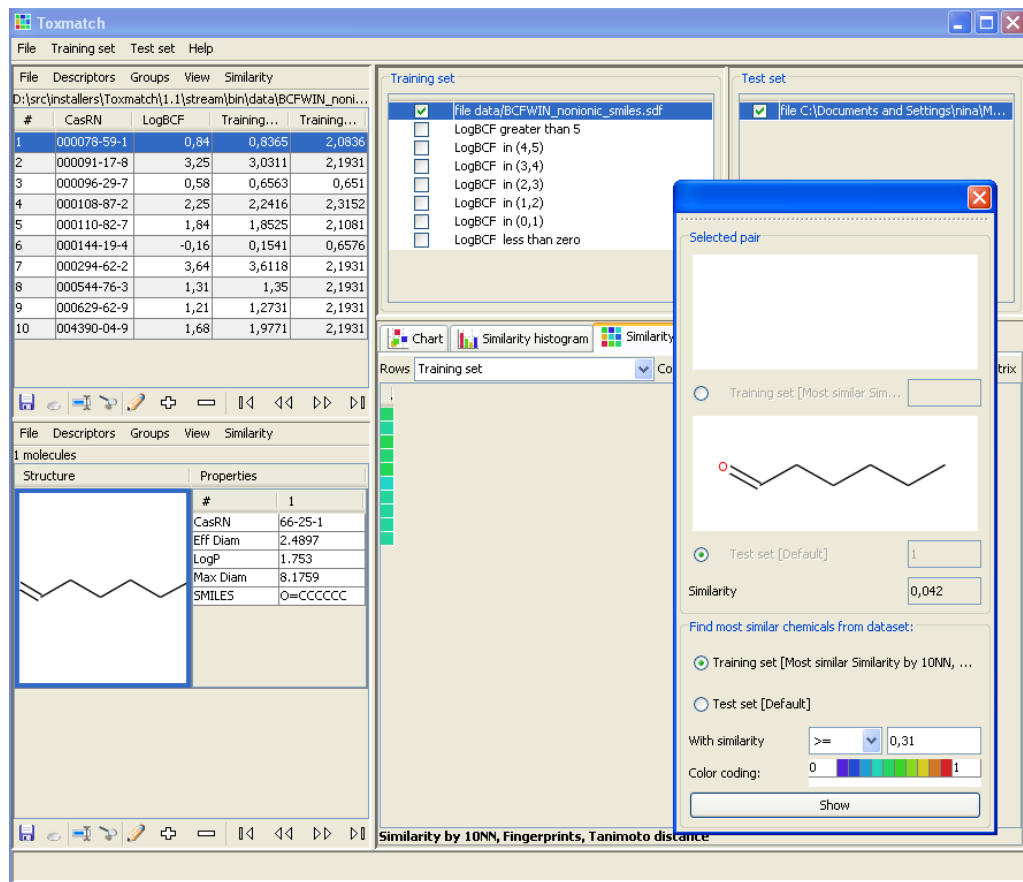 Toxmatch
File Training set Test set Help
File Descriptors Groups View Similarity
D:\src\installers\Toxmatch\1.1\stream\bin\data\BCFWIN_noni...
# CasRN LogBCF Training... Training...
1 000078-59-1 0,84 0,8365 2,0836
2 000091-17-8 3,25 3,0311 2,1931
3 000096-29-7 0,58 0,6563 0,651
4 000108-87-2 2,25 2,2416 2,3152
5 000110-82-7 1,84 1,8525 2,1081
6 000144-19-4 -0,16 0,1541 0,6576
7 000294-62-2 3,64 3,6118 2,1931
8 000544-76-3 1,31 1,35 2,1931
9 000629-62-9 1,21 1,2731 2,1931
10 004390-04-9 1,68 1,9771 2,1931
File Descriptors Groups View Similarity
1 molecules
Structure Properties
# 1
CasRN 66-25-1
Eff Diam 2.4897
LogP 1.753
Max Diam 8.1759
SMILES O=CCCCCC
Training set
file data/BCFWIN_nonionic_smiles.sdf
LogBCF greater than 5
LogBCF in (4,5)
LogBCF in (3,4)
LogBCF in (2,3)
LogBCF in (1,2)
LogBCF in (0,1)
LogBCF less than zero
Test set
file C:\Documents and Settings\nina\M...
Chart Similarity histogram Similarity
Rows Training set Co
trix
Similarity by 10NN, Fingerprints, Tanimoto distance
Selected pair
Training set [Most similar Sim...
O
Test set [Default] 1
Similarity 0,042
Find most similar chemicals from dataset:
Training set [Most similar Similarity by 10NN, ...
Test set [Default]
With similarity >= 0,31
Color coding: 0 1
Show